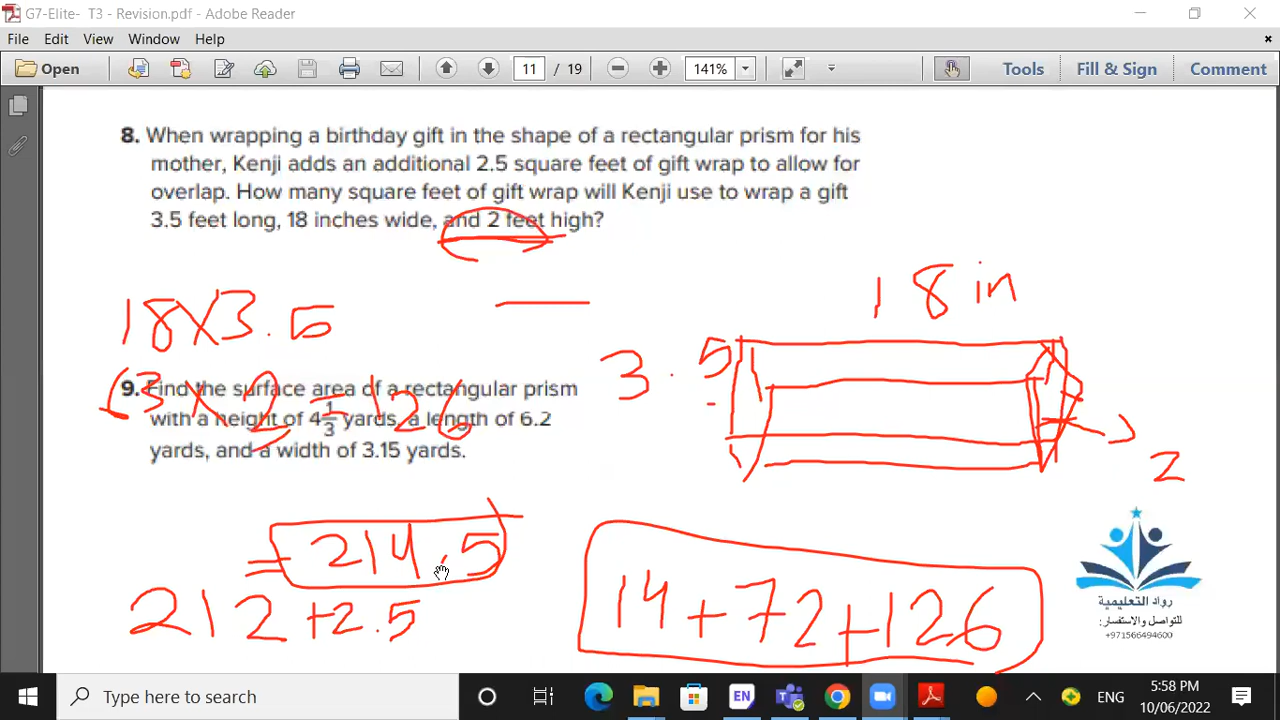 G7-Elite- T3 - Revision.pdf - Adobe Reader
File Edit View Window Help
Open 11 / 19 141% Tools Fill & Sign Comment
8. When wrapping a birthday gift in the shape of a rectangular prism for his
mother, Kenji adds an additional 2.5 square feet of gift wrap to allow for
overlap. How many square feet of gift wrap will Kenji use to wrap a gift
3.5 feet long, 18 inches wide, and 2 feet high?
18 in
18x3.5
3.5
63 x 2 = 126
9. Find the surface area of a rectangular prism
with a height of 4 1/3 yards, a length of 6.2
yards, and a width of 3.15 yards.
2
= 214.5
212 +2.5
14+72+126
رواد التعليمية
للتواصل والاستفسار:
+971566494600
Type here to search
EN
ENG
5:58 PM
10/06/2022